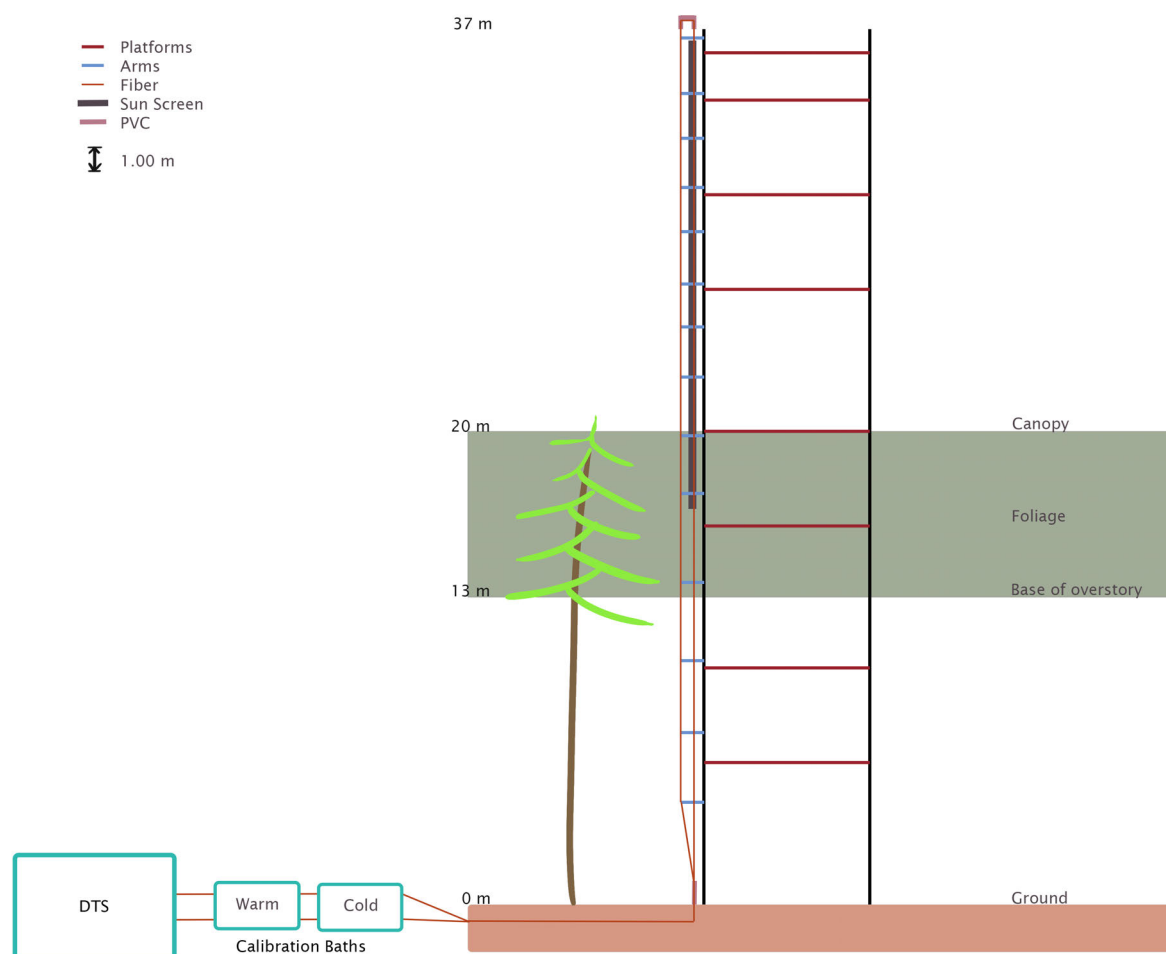 37 m
Platforms
Arms
Fiber
Sun Screen
PVC
1.00 m
20 m
Canopy
Foliage
13 m
Base of overstory
0 m
Ground
DTS
Warm
Cold
Calibration Baths